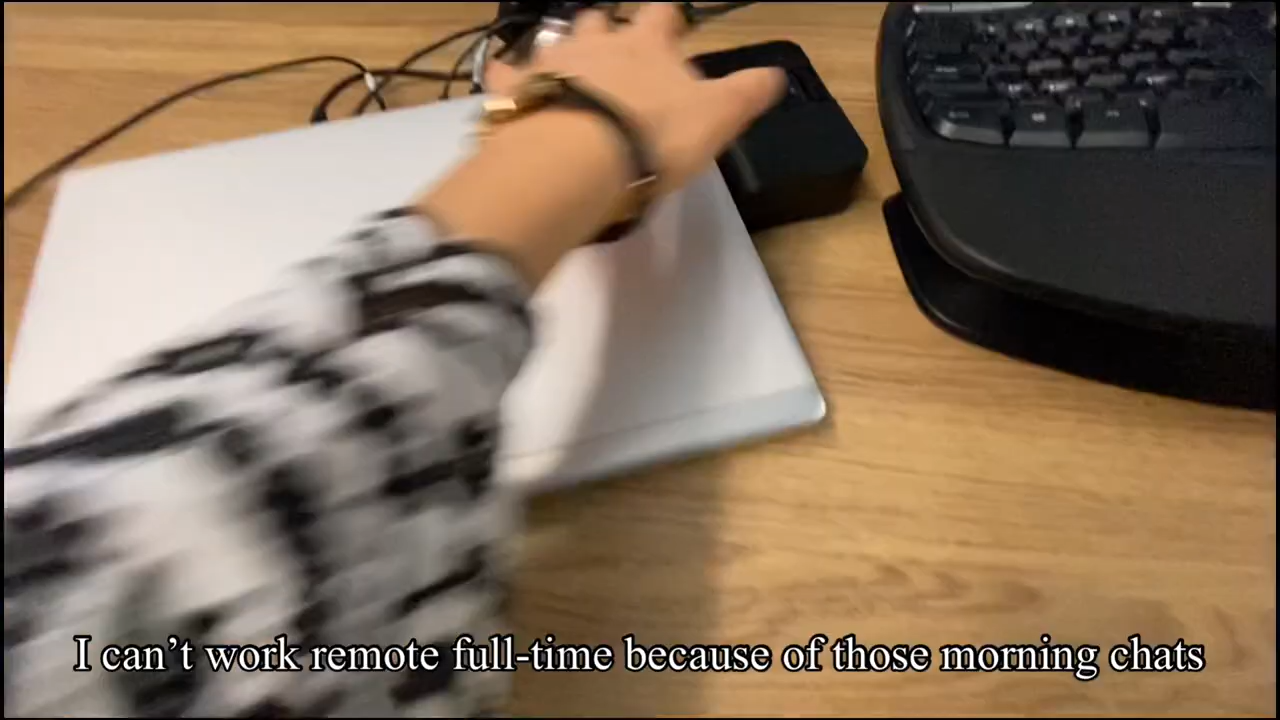 I can’t work remote full-time because of those morning chats